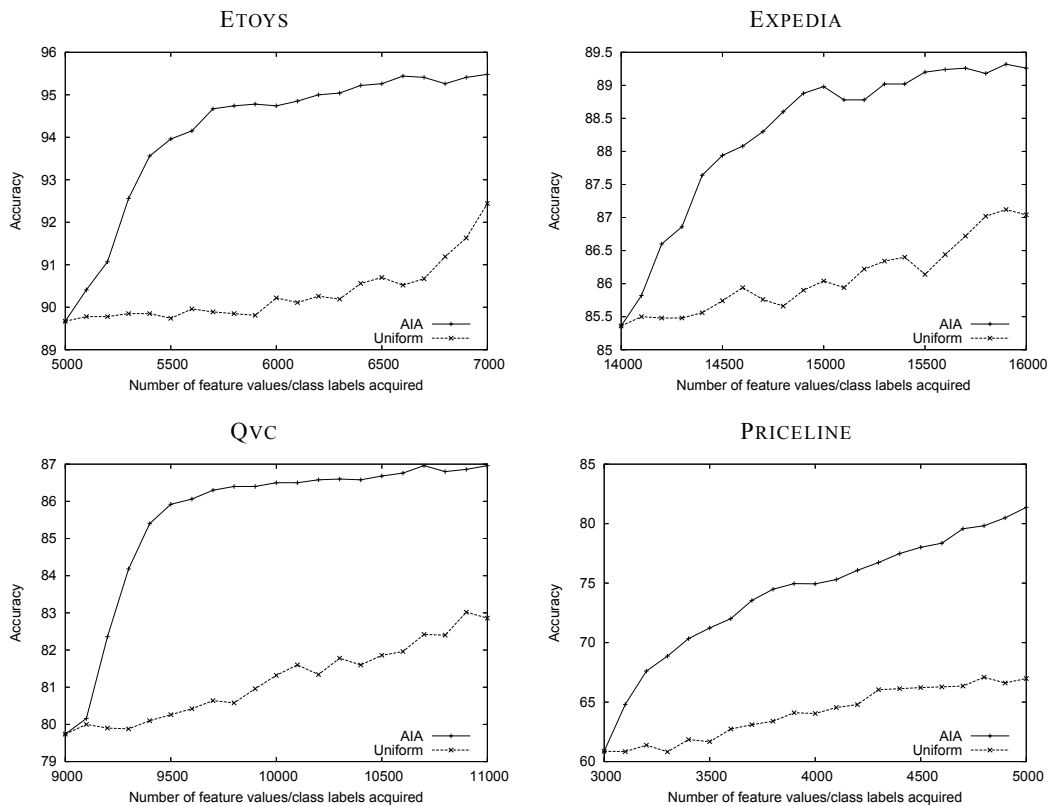 ETOYS
96
95
94
93
92
91
90
89
Accuracy
AIA
Uniform
5000 5500 6000 6500 7000
Number of feature values/class labels acquired
EXPEDIA
89.5
89
88.5
88
87.5
87
86.5
86
85.5
85
Accuracy
AIA
Uniform
14000 14500 15000 15500 16000
Number of feature values/class labels acquired
QVC
87
86
85
84
83
82
81
80
79
Accuracy
AIA
Uniform
9000 9500 10000 10500 11000
Number of feature values/class labels acquired
PRICELINE
85
80
75
70
65
60
Accuracy
AIA
Uniform
3000 3500 4000 4500 5000
Number of feature values/class labels acquired